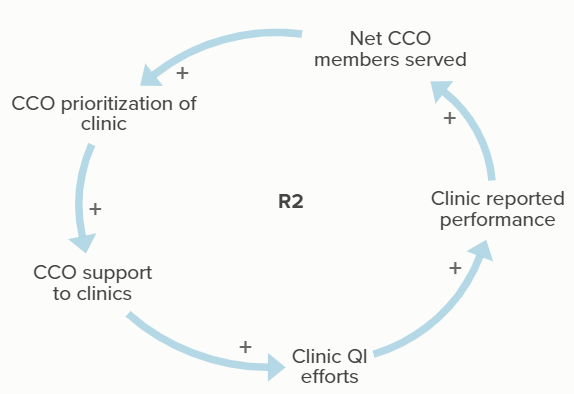 Net CCO
members served
+
CCO prioritization of
clinic
+
+
R2
Clinic reported
performance
+
CCO support
to clinics
+
Clinic QI
efforts